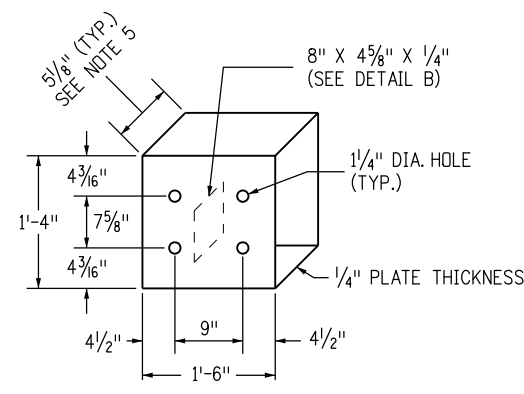 5⅛" (TYP.)
SEE NOTE 5
8" X 4⅝" X ¼"
(SEE DETAIL B)
1¼" DIA. HOLE
(TYP.)
4³⁄₁₆"
1'-4"
7⅝"
4³⁄₁₆"
¼" PLATE THICKNESS
4½"
9"
4½"
1'-6"